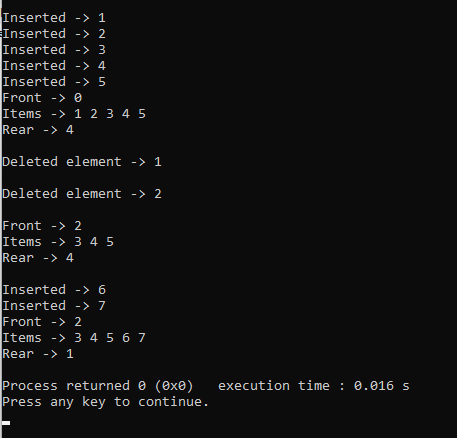 Inserted -> 1
Inserted -> 2
Inserted -> 3
Inserted -> 4
Inserted -> 5
Front -> 0
Items -> 1 2 3 4 5
Rear -> 4
Deleted element -> 1
Deleted element -> 2
Front -> 2
Items -> 3 4 5
Rear -> 4
Inserted -> 6
Inserted -> 7
Front -> 2
Items -> 3 4 5 6 7
Rear -> 1
Process returned 0 (0x0)   execution time : 0.016 s
Press any key to continue.